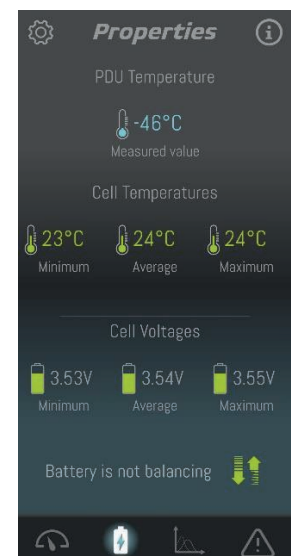 Properties
PDU Temperature
-46°C
Measured value
Cell Temperatures
23°C 24°C 24°C
Minimum Average Maximum
Cell Voltages
3.53V 3.54V 3.55V
Minimum Average Maximum
Battery is not balancing